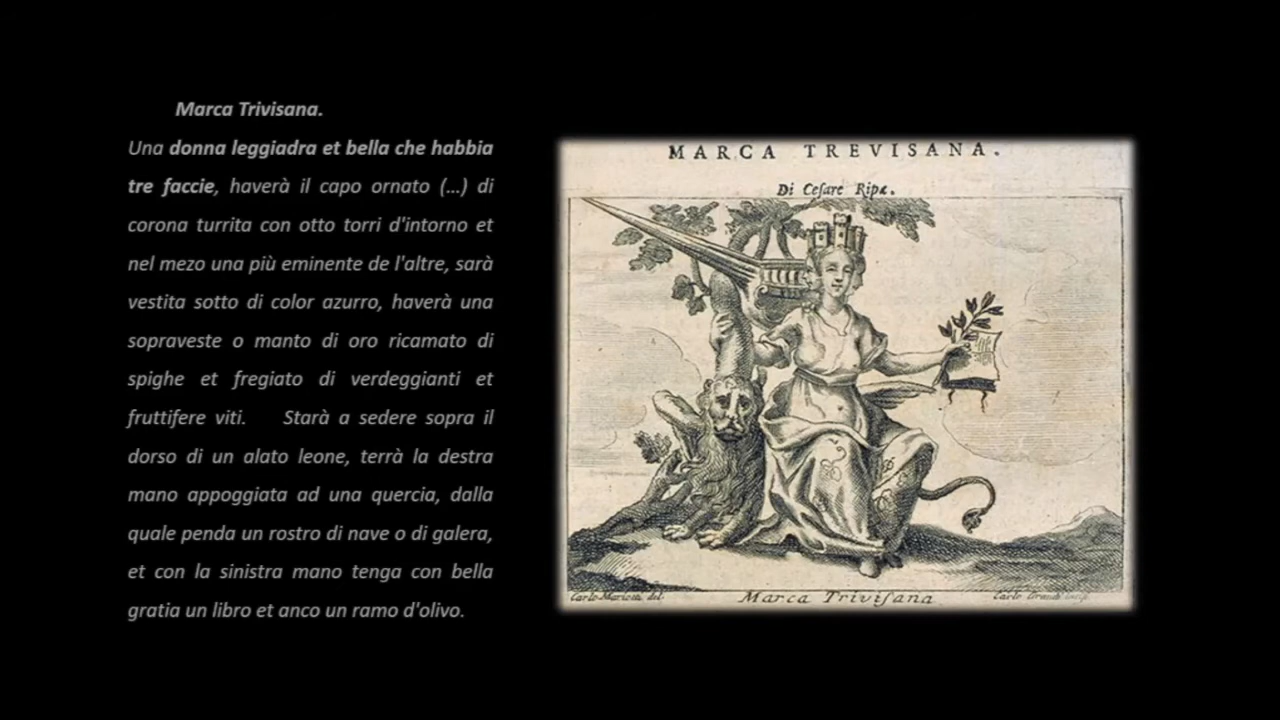 Marca Trivisana.
Una donna leggiadra et bella che habbia
tre faccie, haverà il capo ornato (...) di
corona turrita con otto torri d'intorno et
nel mezo una più eminente de l'altre, sarà
vestita sotto di color azurro, haverà una
sopraveste o manto di oro ricamato di
spighe et fregiato di verdeggianti et
fruttifere viti. Starà a sedere sopra il
dorso di un alato leone, terrà la destra
mano appoggiata ad una quercia, dalla
quale penda un rostro di nave o di galera,
et con la sinistra mano tenga con bella
gratia un libro et anco un ramo d'olivo.
MARCA TREVISANA.
Di Cesare Ripa.
Carlo Mariotti del.
Marca Triviſana
Carlo Grandi